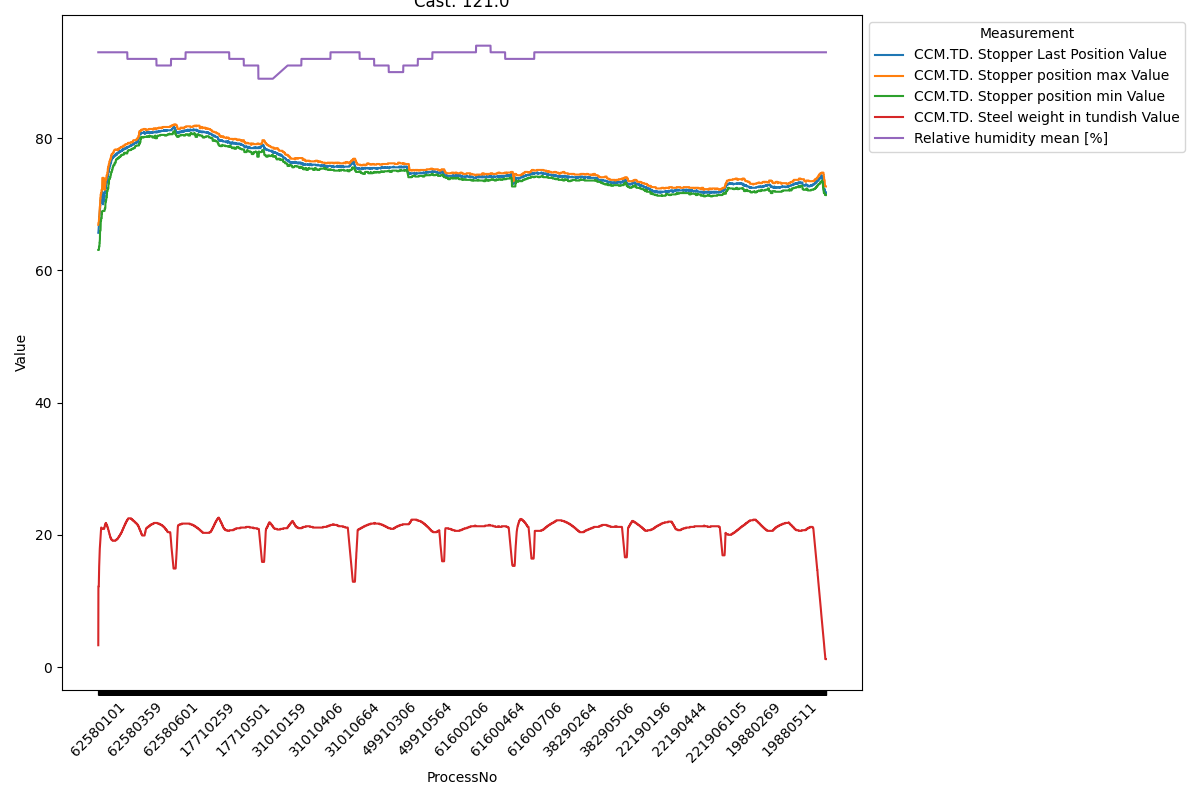 Cast: 121.0
Measurement
CCM.TD. Stopper Last Position Value
CCM.TD. Stopper position max Value
CCM.TD. Stopper position min Value
CCM.TD. Steel weight in tundish Value
Relative humidity mean [%]
80
60
40
20
0
Value
62580101
62580359
62580601
17710259
17710501
31010159
31010406
31010664
49910306
49910564
61600206
61600464
61600706
38290264
38290506
22190196
22190444
221906105
19880269
19880511
ProcessNo